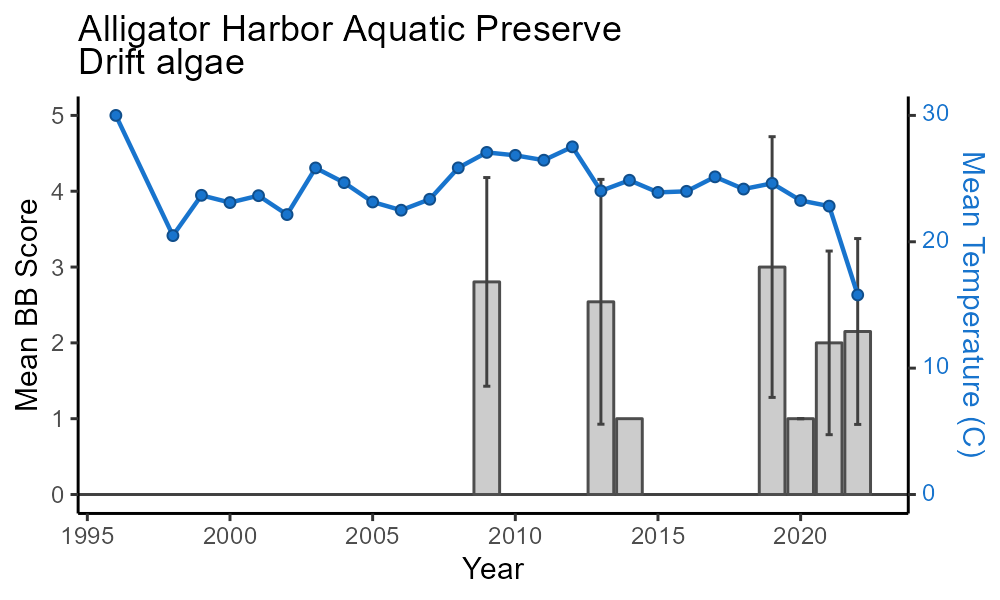 Alligator Harbor Aquatic Preserve
Drift algae
5
4
3
2
1
0
Mean BB Score
30
20
10
0
Mean Temperature (C)
1995 2000 2005 2010 2015 2020
Year